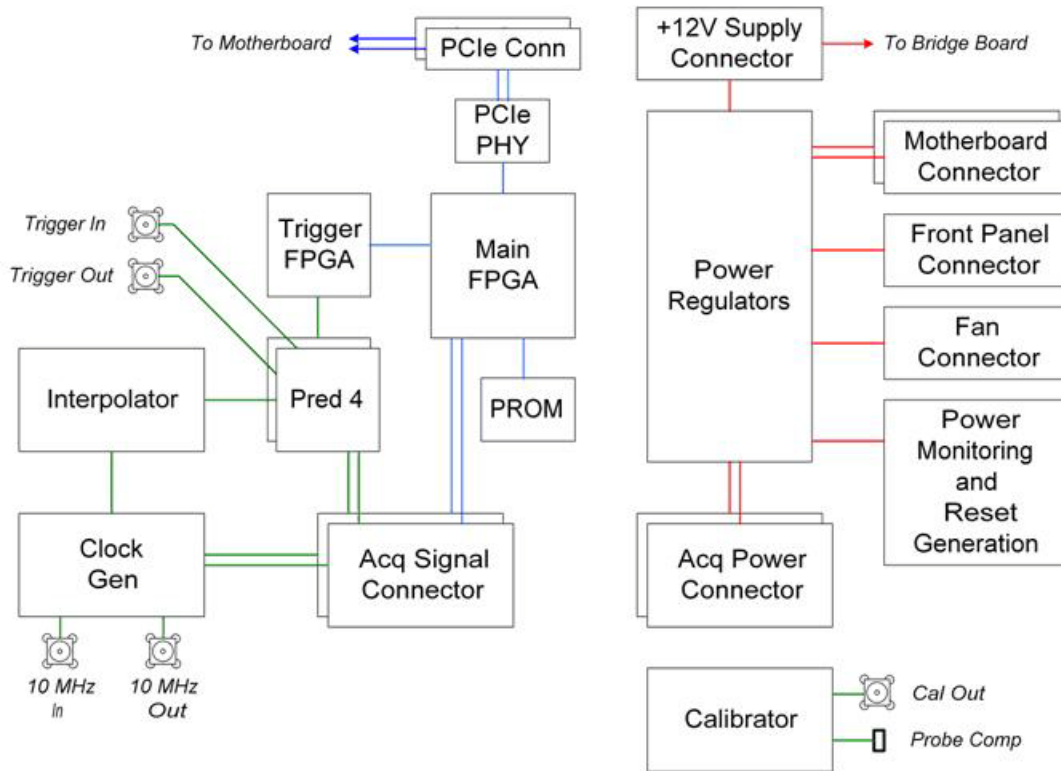 To Motherboard
PCIe Conn
+12V Supply
Connector
To Bridge Board
PCIe
PHY
Motherboard
Connector
Trigger In
Trigger Out
Trigger
FPGA
Main
FPGA
Power
Regulators
Front Panel
Connector
Fan
Connector
Interpolator
Pred 4
PROM
Power
Monitoring
and
Reset
Generation
Clock
Gen
Acq Signal
Connector
Acq Power
Connector
10 MHz
In
10 MHz
Out
Calibrator
Cal Out
Probe Comp